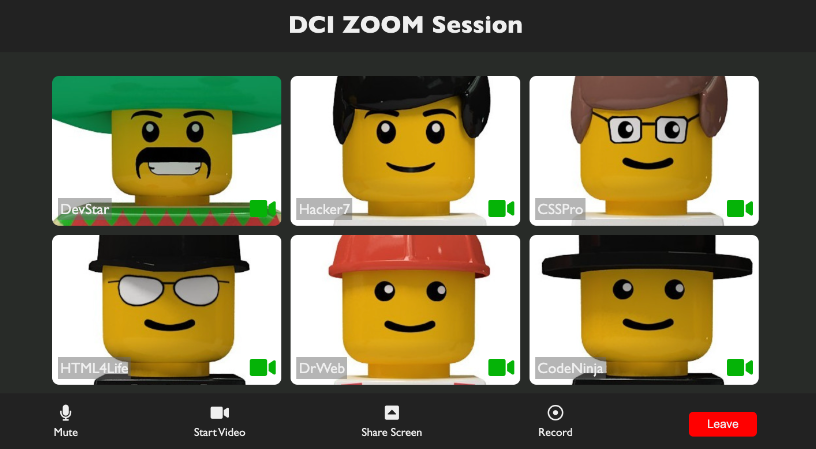 DCI ZOOM Session
DevStar
Hacker7
CSSPro
HTML4Life
DrWeb
CodeNinja
Mute
Start Video
Share Screen
Record
Leave